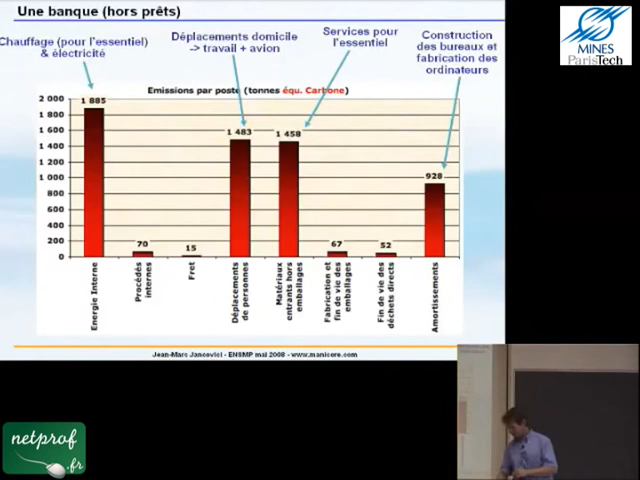 Une banque (hors prêts)
Chauffage (pour l'essentiel)
& électricité
Déplacements domicile
-> travail + avion
Services pour
l'essentiel
Construction
des bureaux et
fabrication des
ordinateurs
MINES
ParisTech
Emissions par poste (tonnes équ. Carbone)
2 000
1 800
1 600
1 400
1 200
1 000
800
600
400
200
0
1 885
70
15
1 483
1 458
67
52
928
Energie Interne
Procédés
internes
Fret
Déplacements
de personnes
Matériaux
entrants hors
emballages
Fabrication et
fin de vie des
emballages
Fin de vie des
déchets directs
Amortissements
Jean-Marc Jancovici - ENSMP mai 2008 - www.manicore.com
netprof
.fr